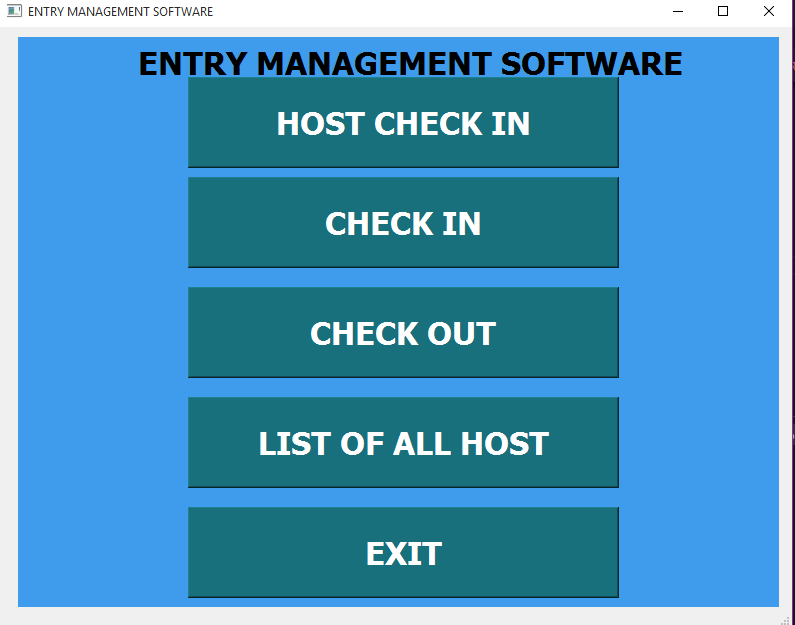 ENTRY MANAGEMENT SOFTWARE
ENTRY MANAGEMENT SOFTWARE
HOST CHECK IN
CHECK IN
CHECK OUT
LIST OF ALL HOST
EXIT